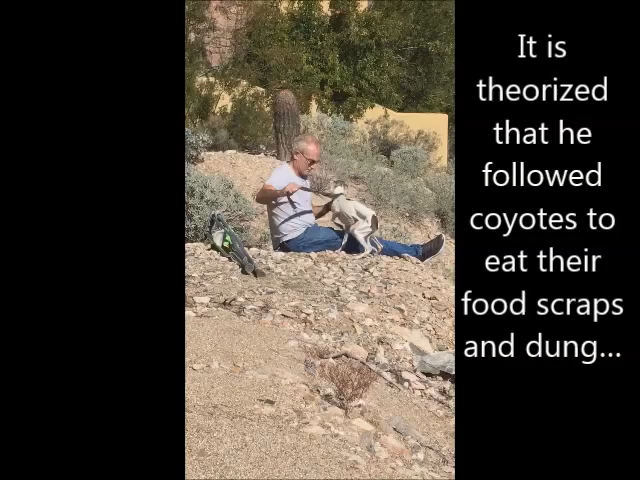 It is
theorized
that he
followed
coyotes to
eat their
food scraps
and dung...